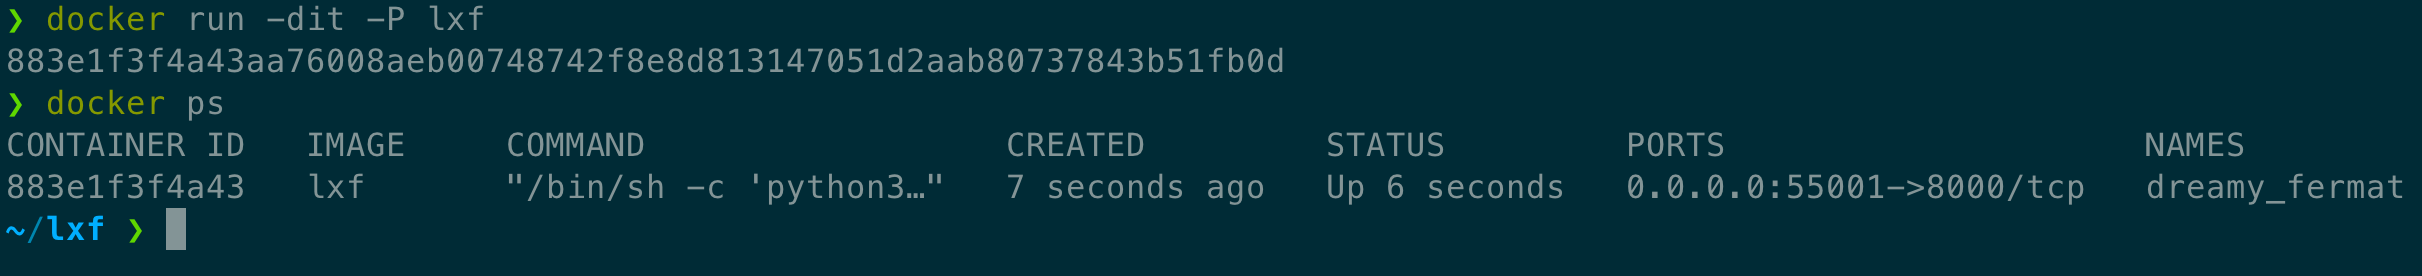 ❯ docker run -dit -P lxf
883e1f3f4a43aa76008aeb00748742f8e8d813147051d2aab80737843b51fb0d
❯ docker ps
CONTAINER ID   IMAGE     COMMAND                  CREATED         STATUS         PORTS                     NAMES
883e1f3f4a43   lxf       "/bin/sh -c 'python3…"   7 seconds ago   Up 6 seconds   0.0.0.0:55001->8000/tcp   dreamy_fermat
~/lxf ❯